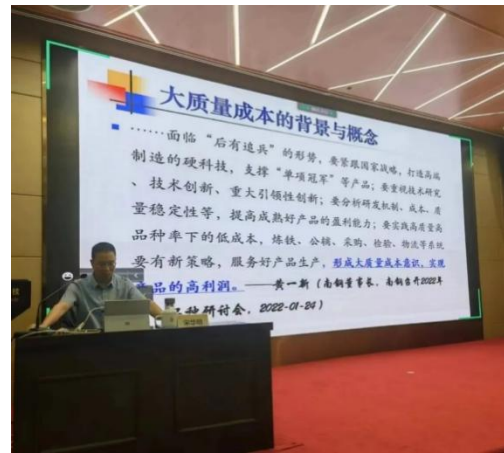 大质量成本的背景与概念
……面临“后有追兵”的形势，要紧跟国家战略，打造高端
制造的硬科技，支撑“单项冠军”等产品；要重视技术研究
、技术创新、重大引领性创新；要分析研发机制、成本、质
量稳定性等，提高成熟好产品的盈利能力；要实践高质量高
品种率下的低成本，炼铁、公辅、采购、检验、物流等系统
要有新策略，服务好产品生产，形成大质量成本意识，实现
品的高利润。——黄一新（南钢董事长，南钢召开2022年
品种研讨会，2022-01-24）